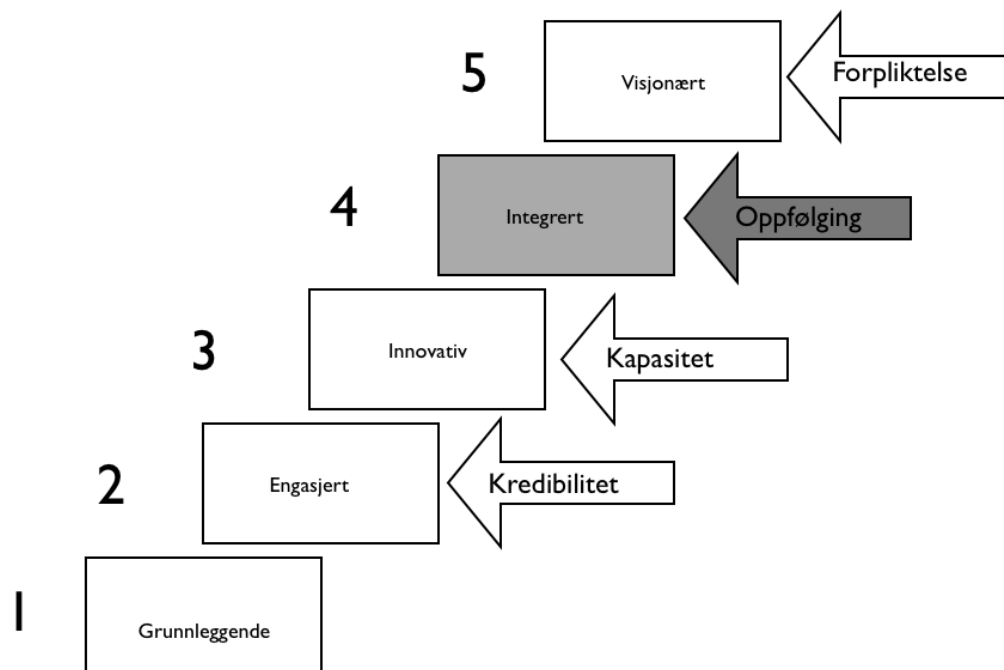 5
Visjonært
Forpliktelse
4
Integrert
Oppfølging
3
Innovativ
Kapasitet
2
Engasjert
Kredibilitet
1
Grunnleggende